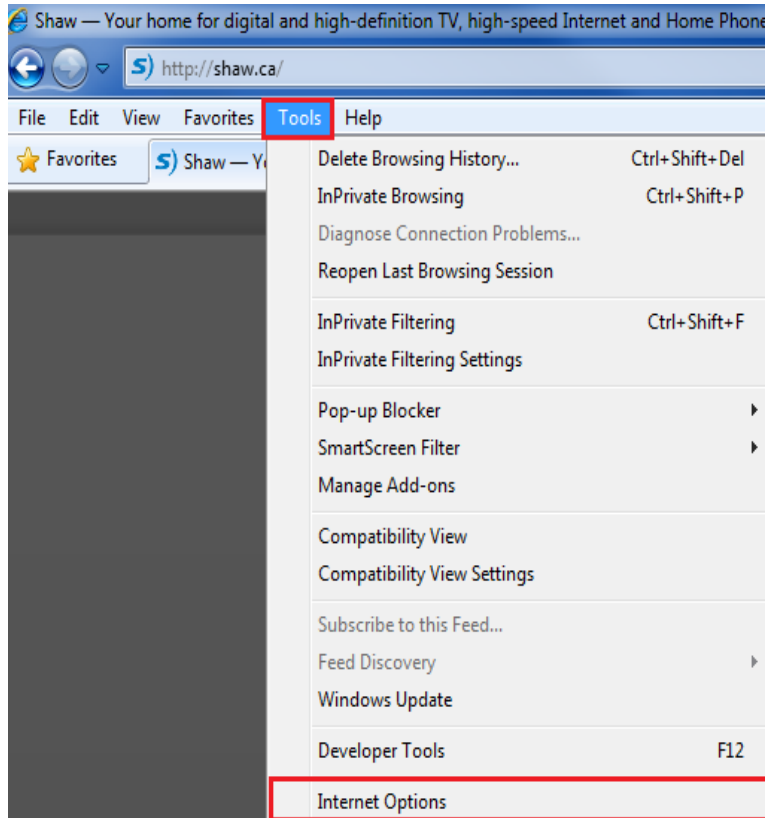 Shaw — Your home for digital and high-definition TV, high-speed Internet and Home Phone
S) http://shaw.ca/
File Edit View Favorites Tools Help
Favorites S) Shaw — Yo
Delete Browsing History... Ctrl+Shift+Del
InPrivate Browsing Ctrl+Shift+P
Diagnose Connection Problems...
Reopen Last Browsing Session
InPrivate Filtering Ctrl+Shift+F
InPrivate Filtering Settings
Pop-up Blocker
SmartScreen Filter
Manage Add-ons
Compatibility View
Compatibility View Settings
Subscribe to this Feed...
Feed Discovery
Windows Update
Developer Tools F12
Internet Options